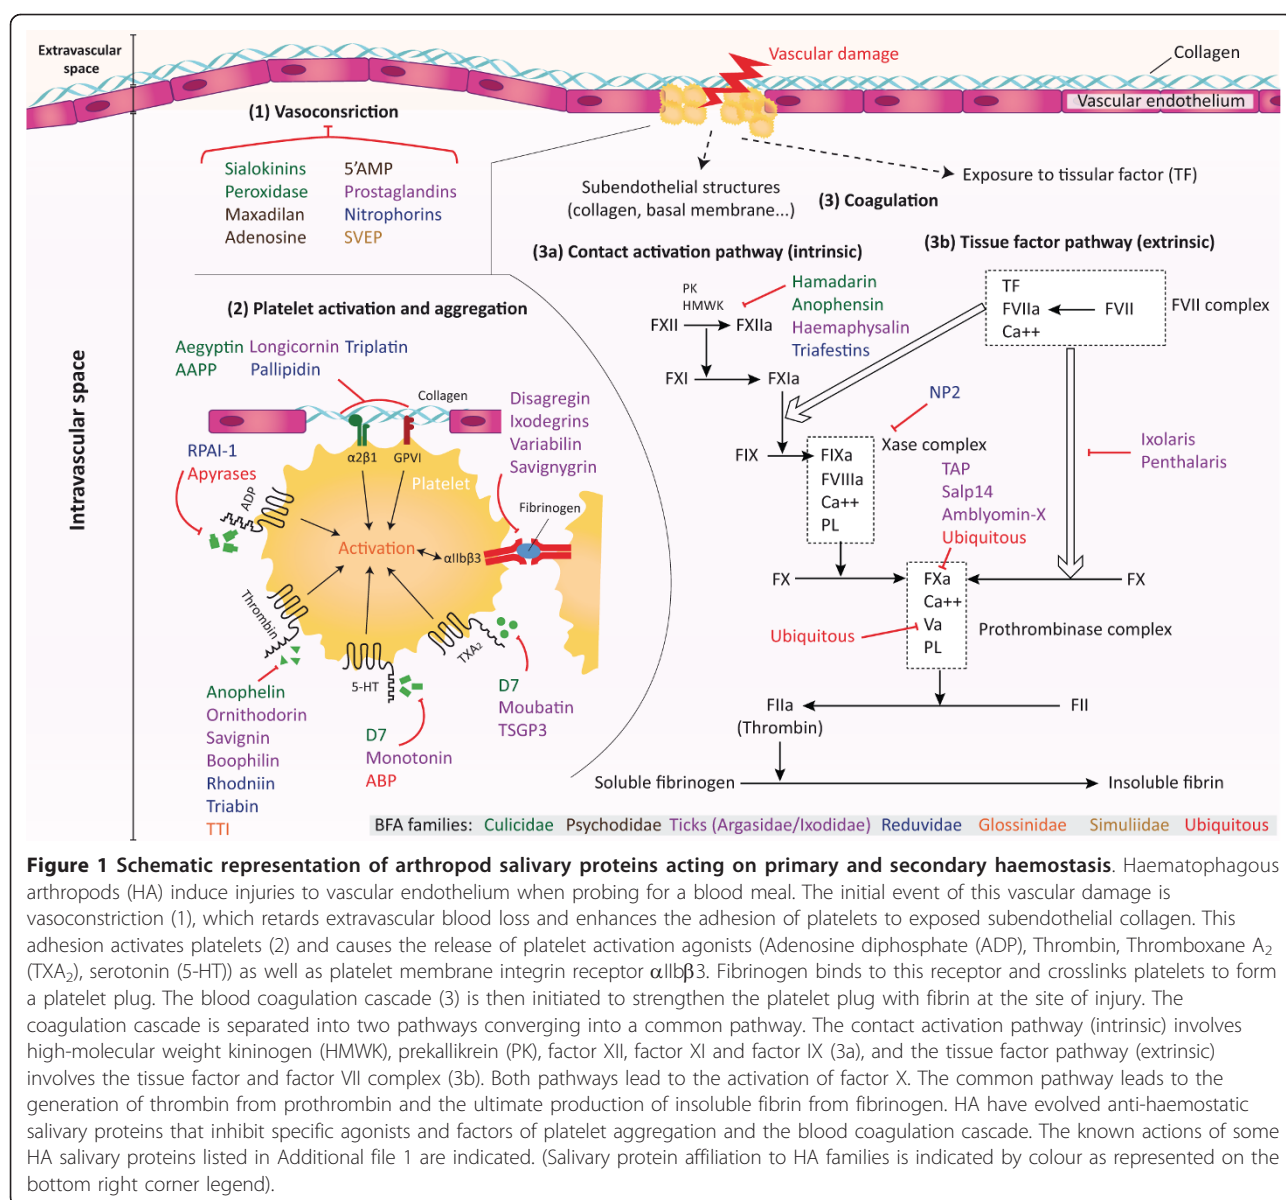 Extravascular
space
Vascular damage
Collagen
Vascular endothelium
(1) Vasoconsriction
Sialokinins
Peroxidase
Maxadilan
Adenosine
5’AMP
Prostaglandins
Nitrophorins
SVEP
Subendothelial structures
(collagen, basal membrane...)
Exposure to tissular factor (TF)
(3) Coagulation
Intravascular space
(2) Platelet activation and aggregation
Aegyptin
AAPP
Longicornin
Triplatin
Pallipidin
Collagen
Disagregin
Ixodegrins
Variabilin
Savignygrin
RPAI-1
Apyrases
α2β1
GPVI
Platelet
ADP
Activation
αIIbβ3
Fibrinogen
Thrombin
5-HT
TXA2
Anophelin
Ornithodorin
Savignin
Boophilin
Rhodniin
Triabin
TTI
D7
Monotonin
ABP
D7
Moubatin
TSGP3
(3a) Contact activation pathway (intrinsic)
PK
HMWK
FXII
FXIIa
Hamadarin
Anophensin
Haemaphysalin
Triafestins
FXI
FXIa
FIX
FIXa
FVIIIa
Ca++
PL
NP2
Xase complex
TAP
Salp14
Amblyomin-X
Ubiquitous
(3b) Tissue factor pathway (extrinsic)
TF
FVIIa
FVII
Ca++
FVII complex
Ixolaris
Penthalaris
FX
FXa
FX
Ca++
Va
PL
Ubiquitous
Prothrombinase complex
FIIa
(Thrombin)
FII
Soluble fibrinogen
Insoluble fibrin
BFA families: Culicidae Psychodidae Ticks (Argasidae/Ixodidae) Reduvidae Glossinidae Simuliidae Ubiquitous
Figure 1 Schematic representation of arthropod salivary proteins acting on primary and secondary haemostasis. Haematophagous
arthropods (HA) induce injuries to vascular endothelium when probing for a blood meal. The initial event of this vascular damage is
vasoconstriction (1), which retards extravascular blood loss and enhances the adhesion of platelets to exposed subendothelial collagen. This
adhesion activates platelets (2) and causes the release of platelet activation agonists (Adenosine diphosphate (ADP), Thrombin, Thromboxane A2
(TXA2), serotonin (5-HT)) as well as platelet membrane integrin receptor αIIbβ3. Fibrinogen binds to this receptor and crosslinks platelets to form
a platelet plug. The blood coagulation cascade (3) is then initiated to strengthen the platelet plug with fibrin at the site of injury. The
coagulation cascade is separated into two pathways converging into a common pathway. The contact activation pathway (intrinsic) involves
high-molecular weight kininogen (HMWK), prekallikrein (PK), factor XII, factor XI and factor IX (3a), and the tissue factor pathway (extrinsic)
involves the tissue factor and factor VII complex (3b). Both pathways lead to the activation of factor X. The common pathway leads to the
generation of thrombin from prothrombin and the ultimate production of insoluble fibrin from fibrinogen. HA have evolved anti-haemostatic
salivary proteins that inhibit specific agonists and factors of platelet aggregation and the blood coagulation cascade. The known actions of some
HA salivary proteins listed in Additional file 1 are indicated. (Salivary protein affiliation to HA families is indicated by colour as represented on the
bottom right corner legend).